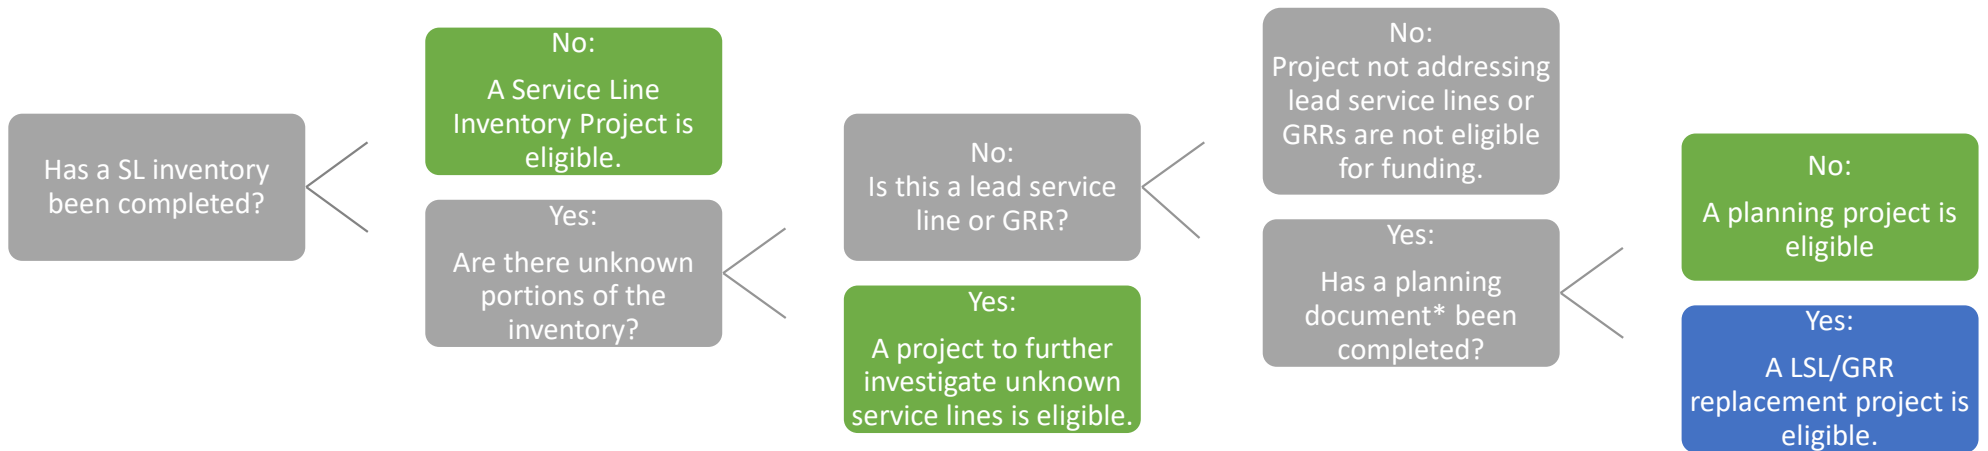 Has a SL inventory
been completed?
No:
A Service Line
Inventory Project is
eligible.
Yes:
Are there unknown
portions of the
inventory?
No:
Is this a lead service
line or GRR?
Yes:
A project to further
investigate unknown
service lines is eligible.
No:
Project not addressing
lead service lines or
GRRs are not eligible
for funding.
Yes:
Has a planning
document* been
completed?
No:
A planning project is
eligible
Yes:
A LSL/GRR
replacement project is
eligible.